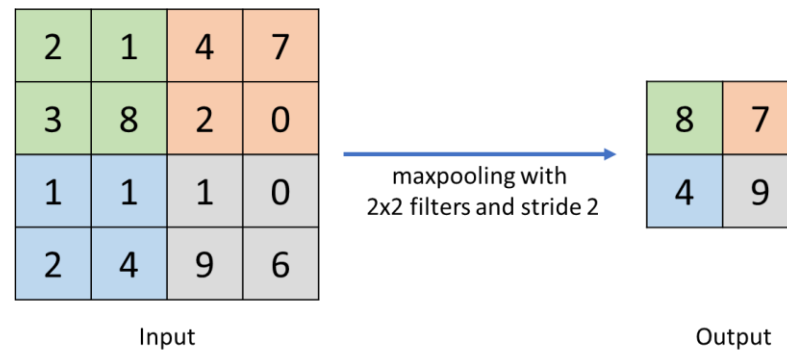 2 1 4 7
3 8 2 0
1 1 1 0
2 4 9 6
Input
maxpooling with
2x2 filters and stride 2
8 7
4 9
Output